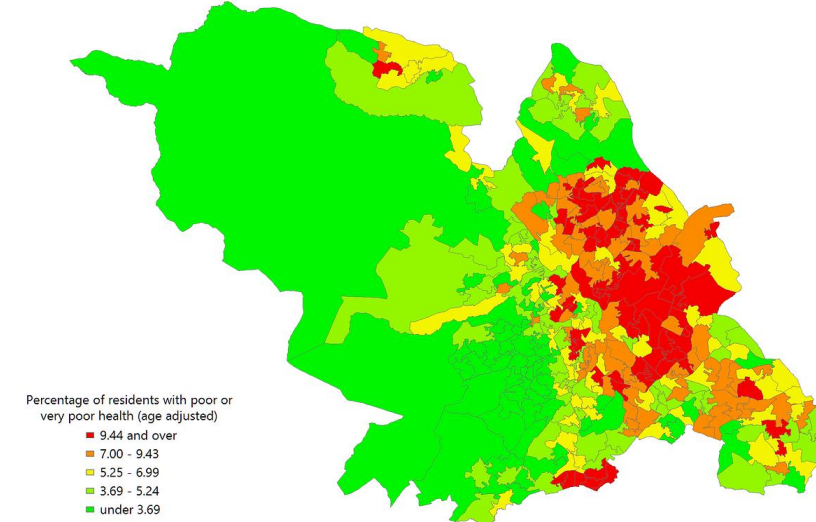 Percentage of residents with poor or
very poor health (age adjusted)
9.44 and over
7.00 - 9.43
5.25 - 6.99
3.69 - 5.24
under 3.69